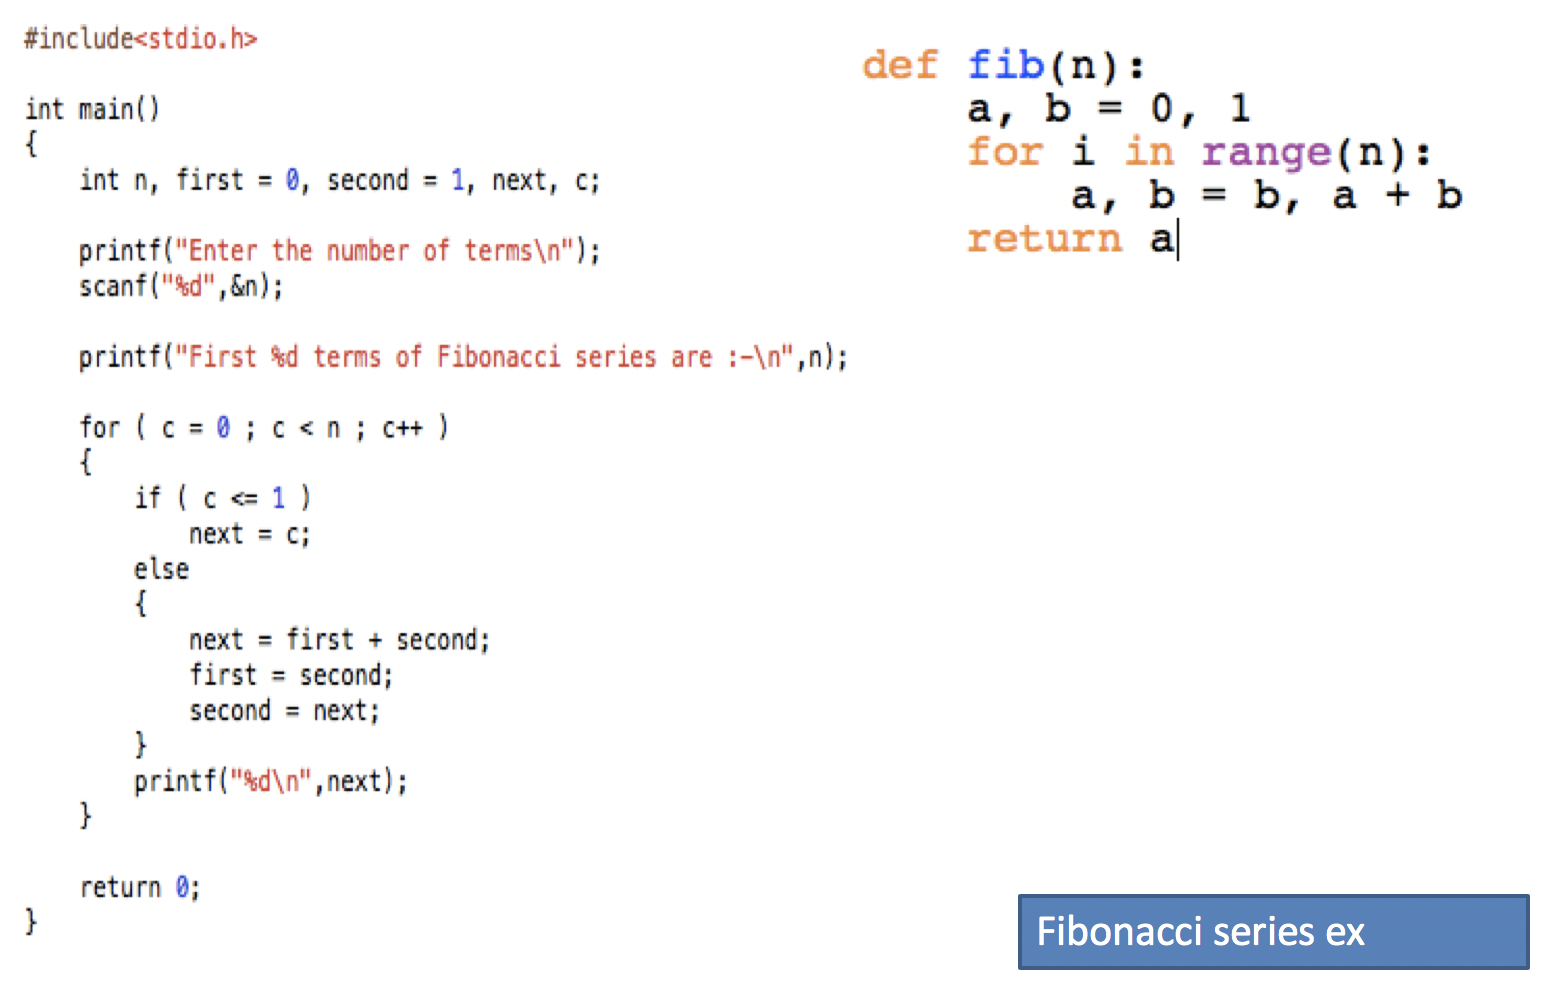 #include<stdio.h>
int main()
{
    int n, first = 0, second = 1, next, c;
    printf("Enter the number of terms\n");
    scanf("%d",&n);
    printf("First %d terms of Fibonacci series are :-\n",n);
    for ( c = 0 ; c < n ; c++ )
    {
        if ( c <= 1 )
            next = c;
        else
        {
            next = first + second;
            first = second;
            second = next;
        }
        printf("%d\n",next);
    }
    return 0;
}
def fib(n):
    a, b = 0, 1
    for i in range(n):
        a, b = b, a + b
    return a
Fibonacci series ex